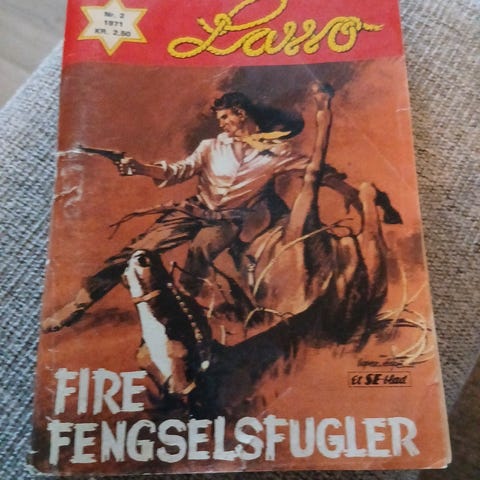 Nr. 2
1971
KR. 2,50
Lasso
Et SE-blad
FIRE
FENGSELSFUGLER